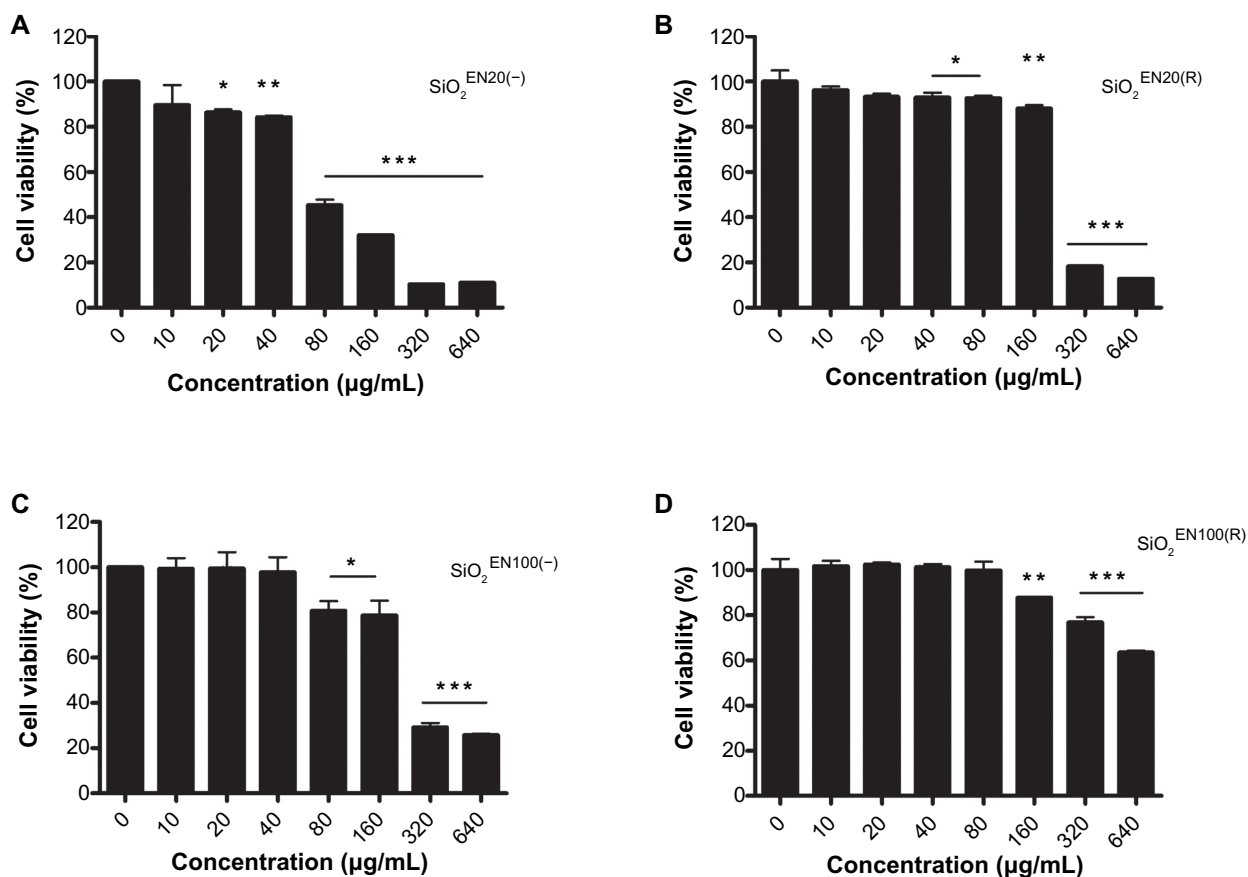 A
120
100
80
60
40
20
0
Cell viability (%)
* ** ***
SiO2EN20(−)
0 10 20 40 80 160 320 640
Concentration (µg/mL)
B
120
100
80
60
40
20
0
Cell viability (%)
* ** ***
SiO2EN20(R)
0 10 20 40 80 160 320 640
Concentration (µg/mL)
C
120
100
80
60
40
20
0
Cell viability (%)
* ***
SiO2EN100(−)
0 10 20 40 80 160 320 640
Concentration (µg/mL)
D
120
100
80
60
40
20
0
Cell viability (%)
** ***
SiO2EN100(R)
0 10 20 40 80 160 320 640
Concentration (µg/mL)